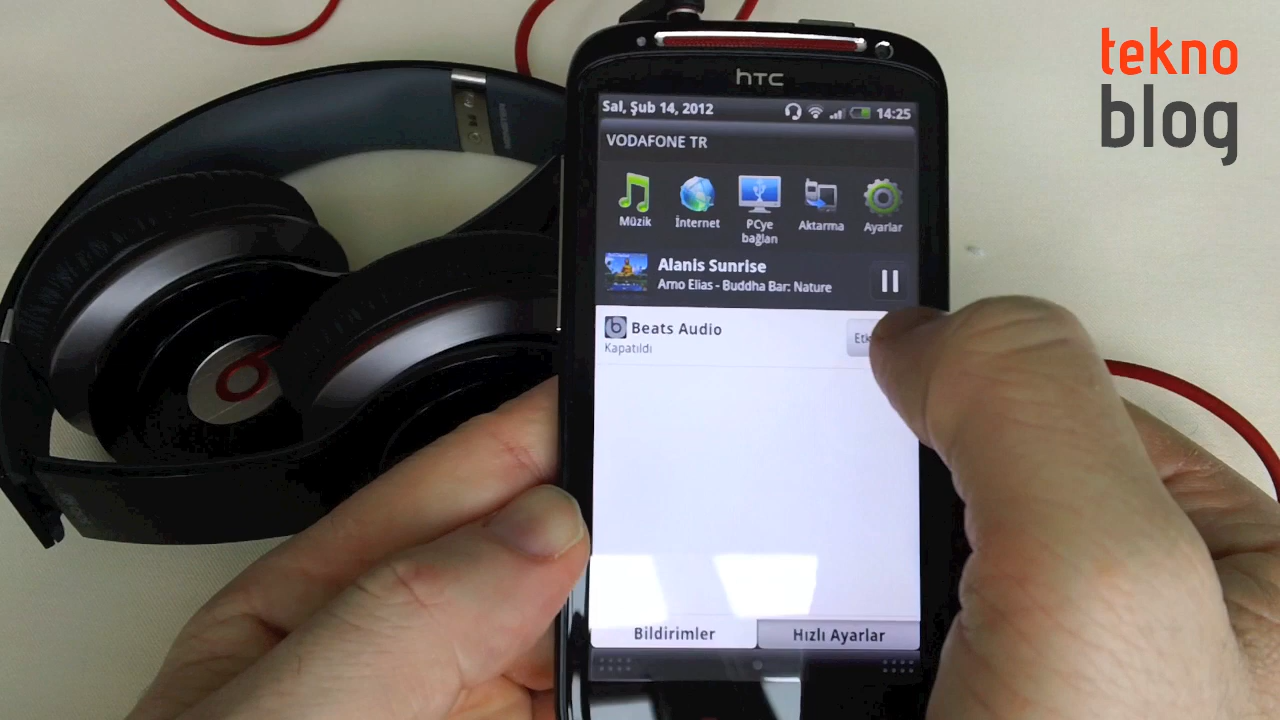 tekno
blog
hTC
Sal, Şub 14, 2012
14:25
VODAFONE TR
Müzik
İnternet
PCye
bağlan
Aktarma
Ayarlar
Alanis Sunrise
Arno Elias - Buddha Bar: Nature
b Beats Audio
Kapatıldı
Bildirimler
Hızlı Ayarlar